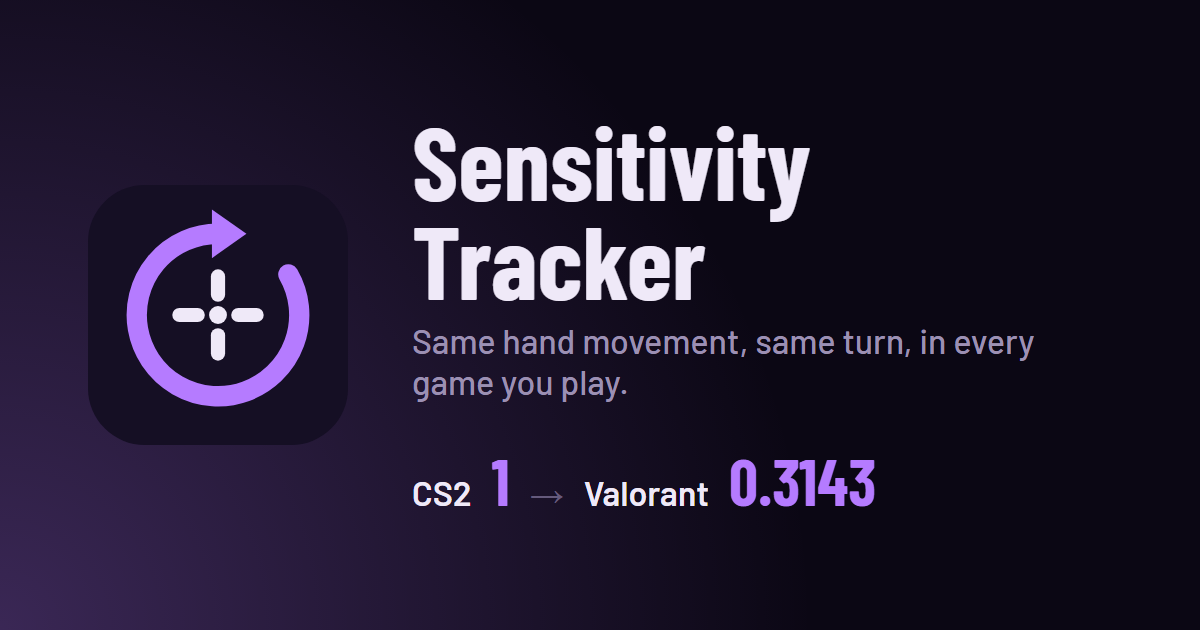 Sensitivity
Tracker
Same hand movement, same turn, in every
game you play.
CS2 1 → Valorant 0.3143